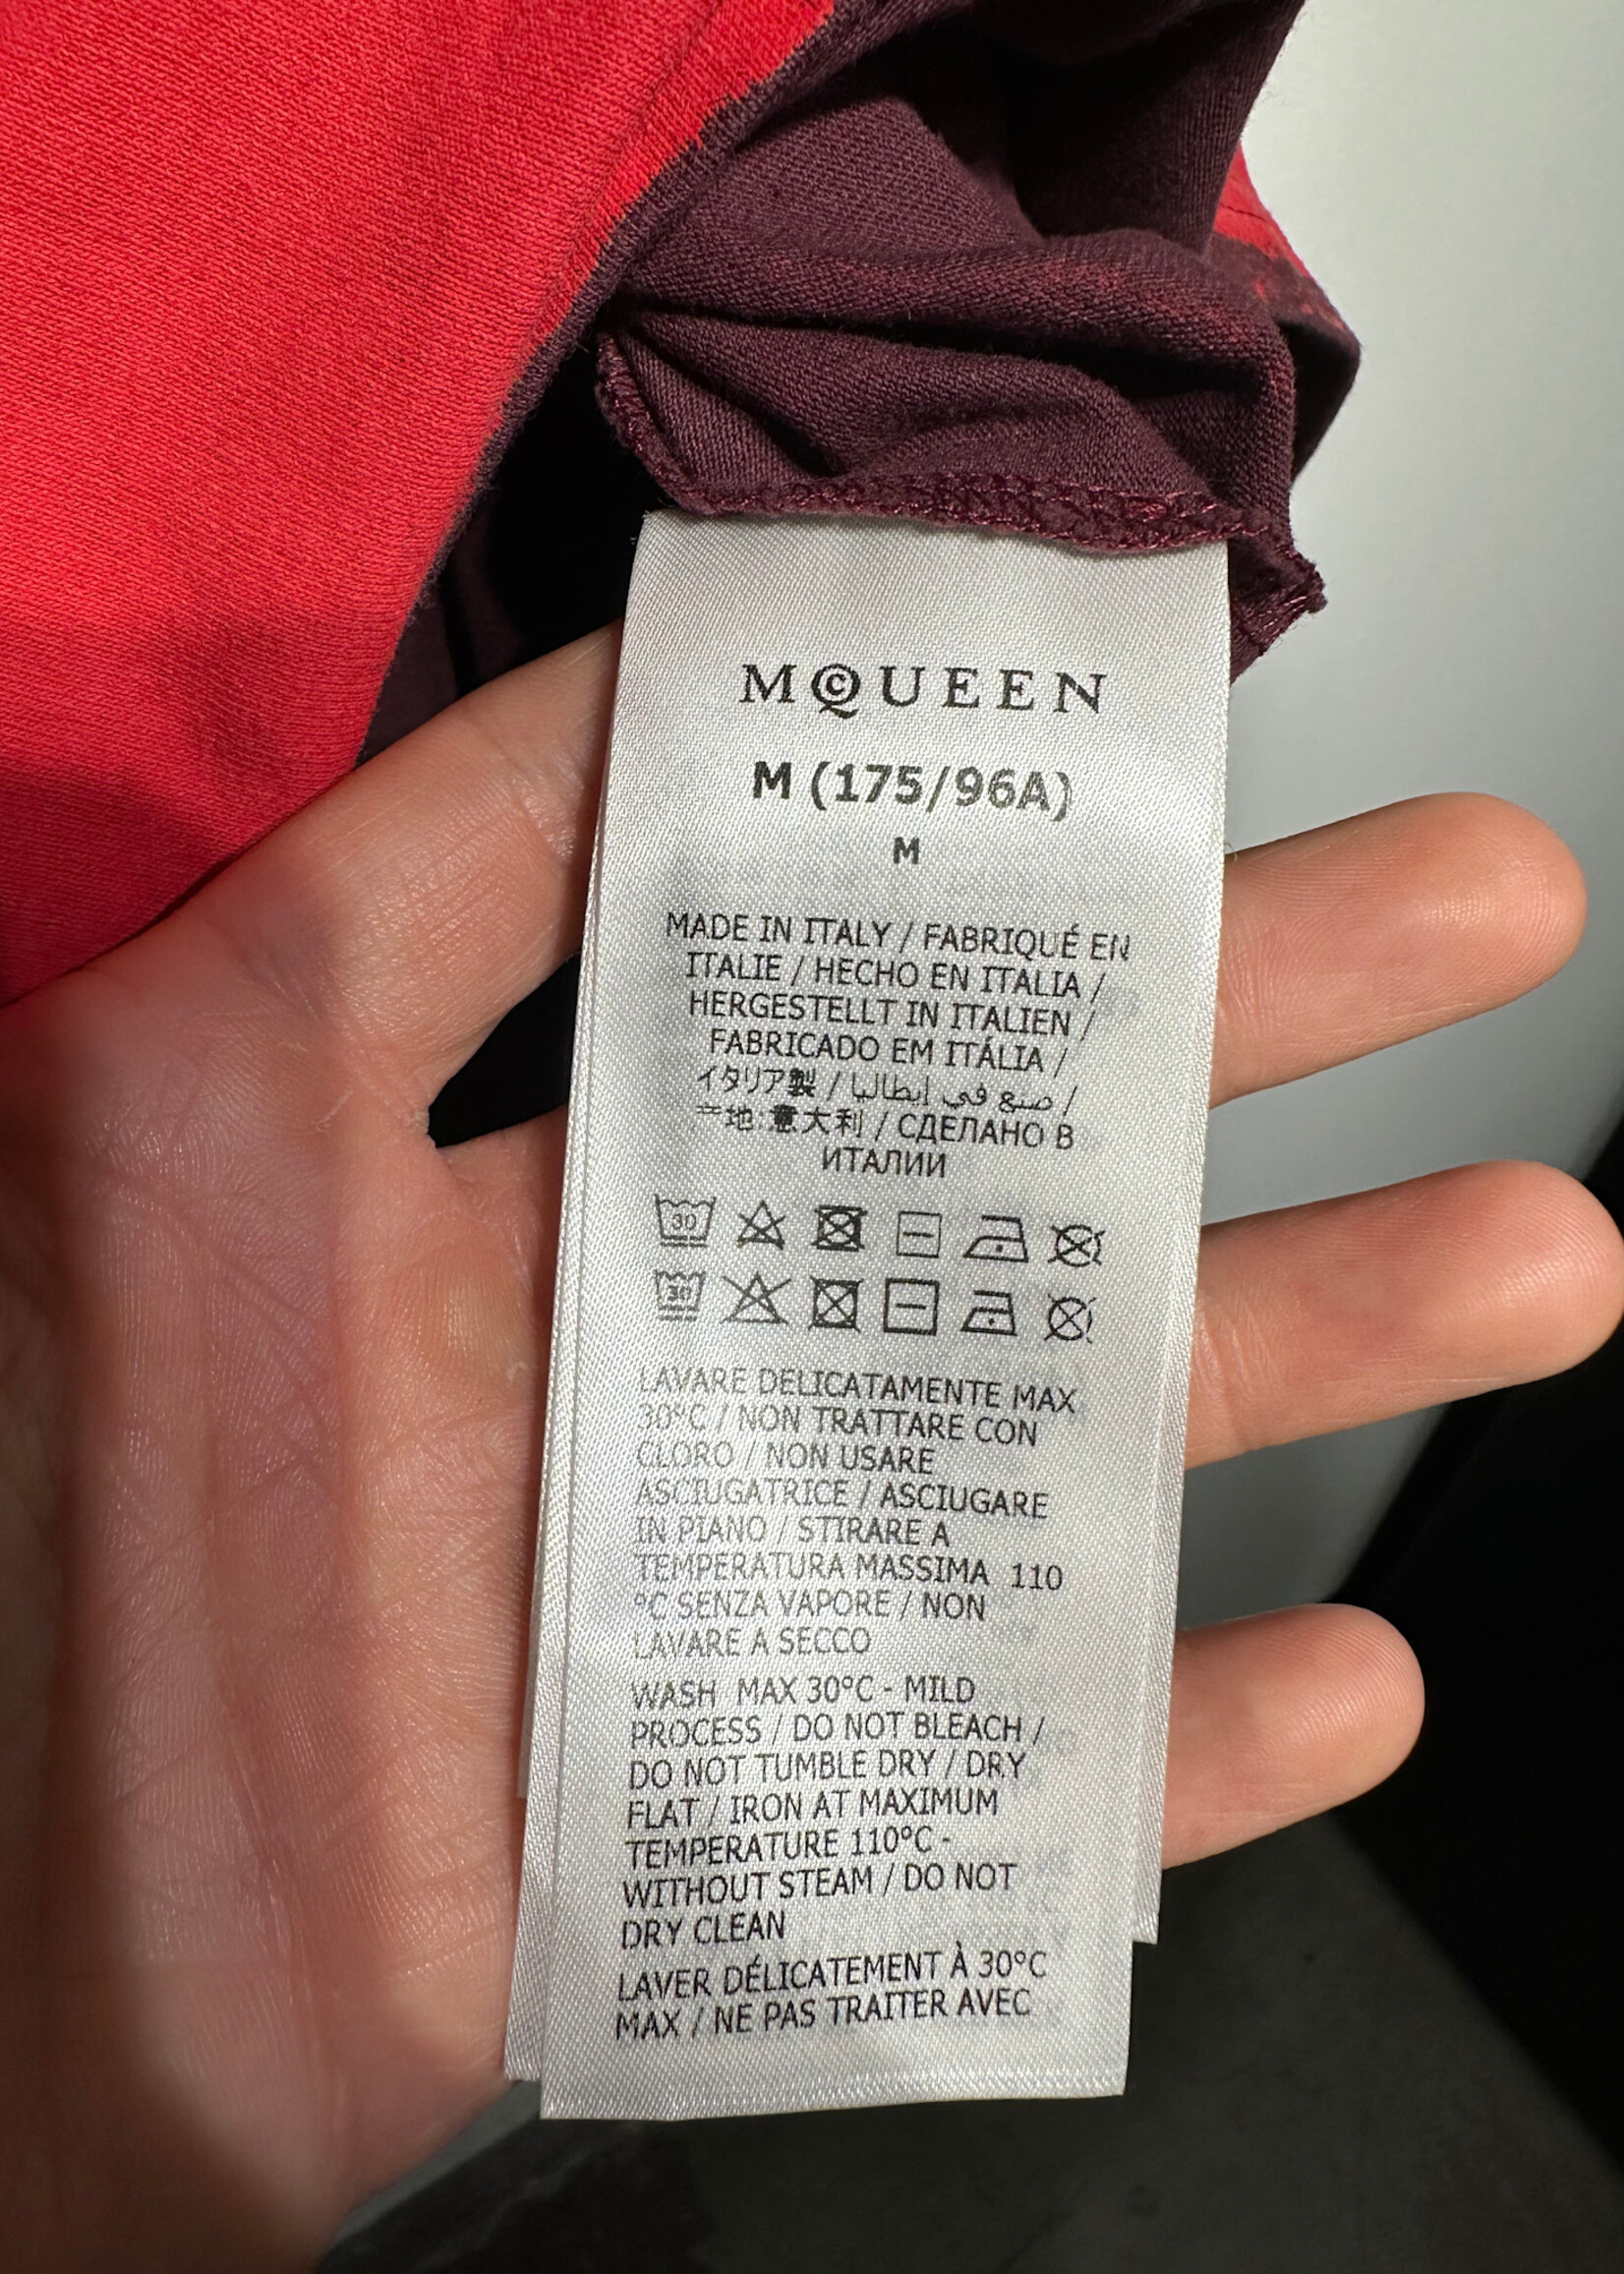 MCQUEEN
M (175/96A)
M
MADE IN ITALY / FABRIQUÉ EN
ITALIE / HECHO EN ITALIA /
HERGESTELLT IN ITALIEN /
FABRICADO EM ITÁLIA /
イタリア製 / صنع في إيطاليا /
产地:意大利 / СДЕЛАНО В
ИТАЛИИ
30
30
LAVARE DELICATAMENTE MAX
30°C / NON TRATTARE CON
CLORO / NON USARE
ASCIUGATRICE / ASCIUGARE
IN PIANO / STIRARE A
TEMPERATURA MASSIMA 110
°C SENZA VAPORE / NON
LAVARE A SECCO
WASH MAX 30°C - MILD
PROCESS / DO NOT BLEACH /
DO NOT TUMBLE DRY / DRY
FLAT / IRON AT MAXIMUM
TEMPERATURE 110°C -
WITHOUT STEAM / DO NOT
DRY CLEAN
LAVER DÉLICATEMENT À 30°C
MAX / NE PAS TRAITER AVEC